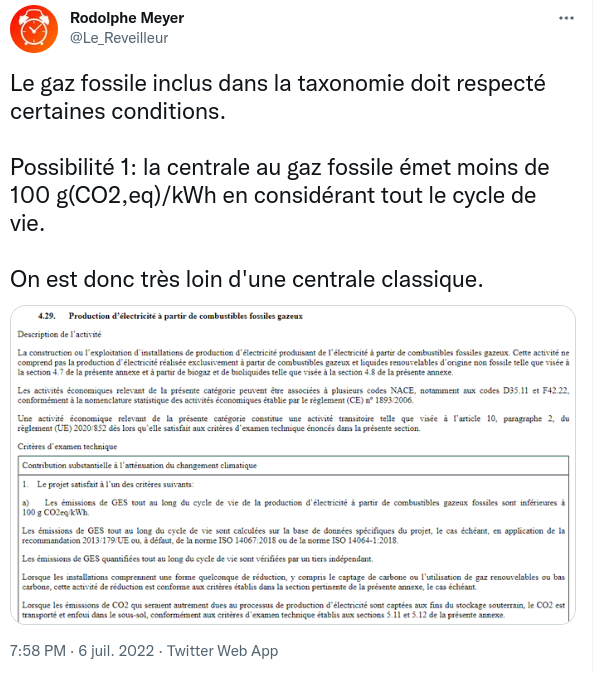 Rodolphe Meyer
@Le_Reveilleur
Le gaz fossile inclus dans la taxonomie doit respecté
certaines conditions.
Possibilité 1: la centrale au gaz fossile émet moins de
100 g(CO2,eq)/kWh en considérant tout le cycle de
vie.
On est donc très loin d'une centrale classique.
4.29. Production d'électricité à partir de combustibles fossiles gazeux
Description de l'activité
La construction ou l'exploitation d'installations de production d'électricité produisant de l'électricité à partir de combustibles fossiles gazeux. Cette activité ne
comprend pas la production d'électricité réalisée exclusivement à partir de combustibles gazeux et liquides renouvelables d'origine non fossile telle que visée à
la section 4.7 de la présente annexe et à partir de biogaz et de bioliquides telle que visée à la section 4.8 de la présente annexe.
Les activités économiques relevant de la présente catégorie peuvent être associées à plusieurs codes NACE, notamment aux codes D35.11 et F42.22,
conformément à la nomenclature statistique des activités économiques établie par le règlement (CE) nº 1893/2006.
Une activité économique relevant de la présente catégorie constitue une activité transitoire telle que visée à l'article 10, paragraphe 2, du
règlement (UE) 2020/852 dès lors qu'elle satisfait aux critères d'examen technique énoncés dans la présente section.
Critères d'examen technique
Contribution substantielle à l'atténuation du changement climatique
1. Le projet satisfait à l'un des critères suivants:
a) Les émissions de GES tout au long du cycle de vie de la production d'électricité à partir de combustibles gazeux fossiles sont inférieures à
100 g CO2eq/kWh.
Les émissions de GES tout au long du cycle de vie sont calculées sur la base de données spécifiques du projet, le cas échéant, en application de la
recommandation 2013/179/UE ou, à défaut, de la norme ISO 14067:2018 ou de la norme ISO 14064-1:2018.
Les émissions de GES quantifiées tout au long du cycle de vie sont vérifiées par un tiers indépendant.
Lorsque les installations comprennent une forme quelconque de réduction, y compris le captage de carbone ou l'utilisation de gaz renouvelables ou bas
carbone, cette activité de réduction est conforme aux critères établis dans la section pertinente de la présente annexe, le cas échéant.
Lorsque les émissions de CO2 qui seraient autrement dues au processus de production d'électricité sont captées aux fins du stockage souterrain, le CO2 est
transporté et enfoui dans le sous-sol, conformément aux critères d'examen technique établis aux sections 5.11 et 5.12 de la présente annexe.
7:58 PM · 6 juil. 2022 · Twitter Web App